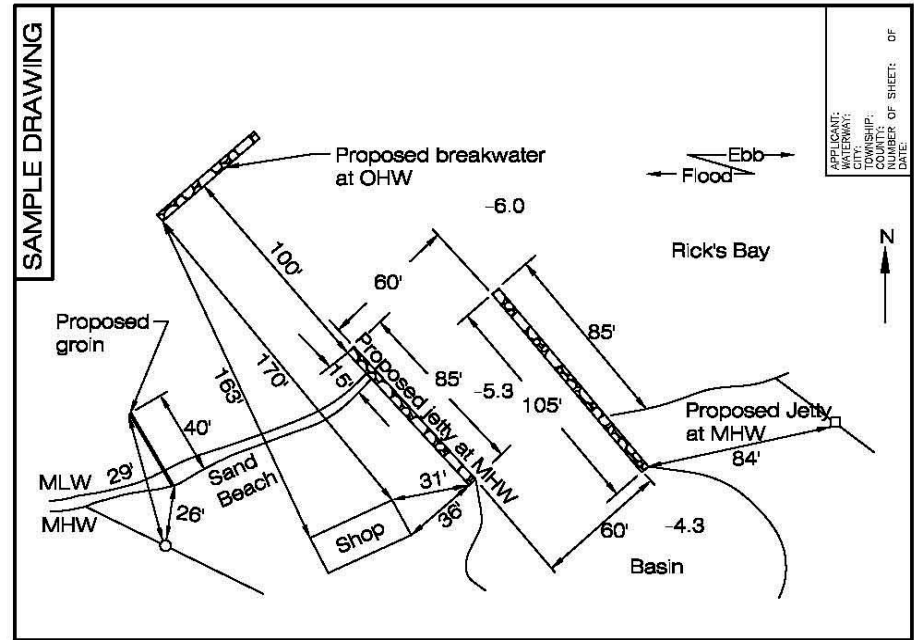 SAMPLE DRAWING
APPLICANT:
WATERWAY:
CITY:
TOWNSHIP:
COUNTY:
NUMBER OF SHEET: OF
DATE:
Proposed breakwater
at OHW
Ebb
Flood
-6.0
Rick's Bay
N
100'
60'
Proposed
groin
85'
15'
Proposed jetty at MHW
85'
-5.3
105'
163'
170'
40'
Proposed Jetty
at MHW
84'
Sand
Beach
MLW
29'
MHW
26'
31'
36'
Shop
60'
-4.3
Basin